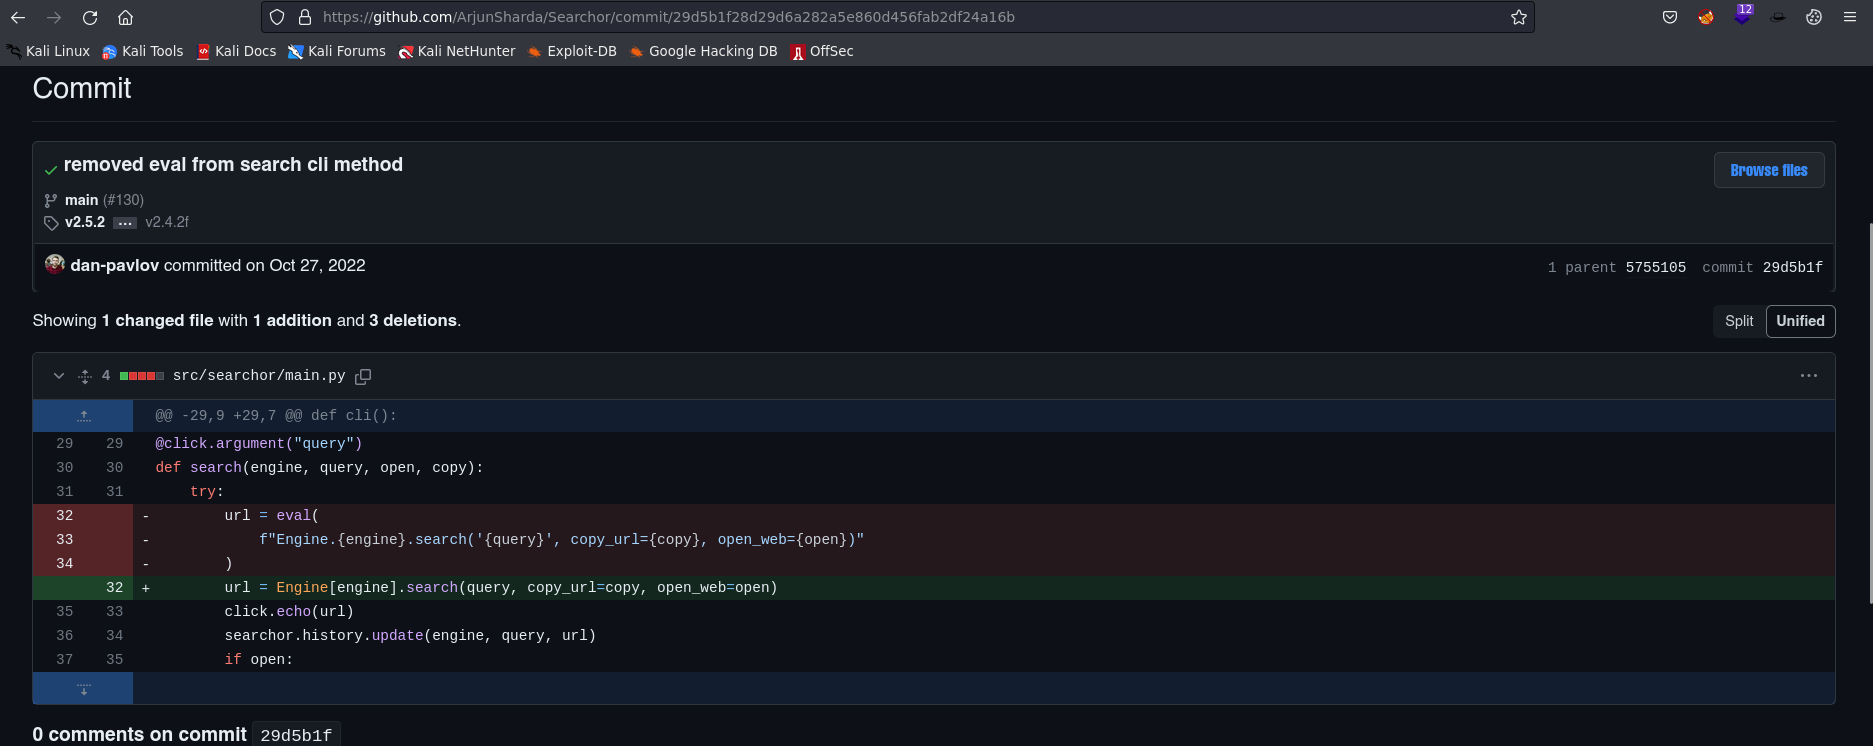 https://github.com/ArjunSharda/Searchor/commit/29d5b1f28d29d6a282a5e860d456fab2df24a16b
12
Kali Linux Kali Tools Kali Docs Kali Forums Kali NetHunter Exploit-DB Google Hacking DB OffSec
Commit
removed eval from search cli method
Browse files
main (#130)
v2.5.2 ... v2.4.2f
dan-pavlov committed on Oct 27, 2022
1 parent 5755105 commit 29d5b1f
Showing 1 changed file with 1 addition and 3 deletions.
Split Unified
4 src/searchor/main.py
@@ -29,9 +29,7 @@ def cli():
29 29 @click.argument("query")
30 30 def search(engine, query, open, copy):
31 31 try:
32 - url = eval(
33 - f"Engine.{engine}.search('{query}', copy_url={copy}, open_web={open})"
34 - )
32 + url = Engine[engine].search(query, copy_url=copy, open_web=open)
35 33 click.echo(url)
36 34 searchor.history.update(engine, query, url)
37 35 if open:
0 comments on commit 29d5b1f